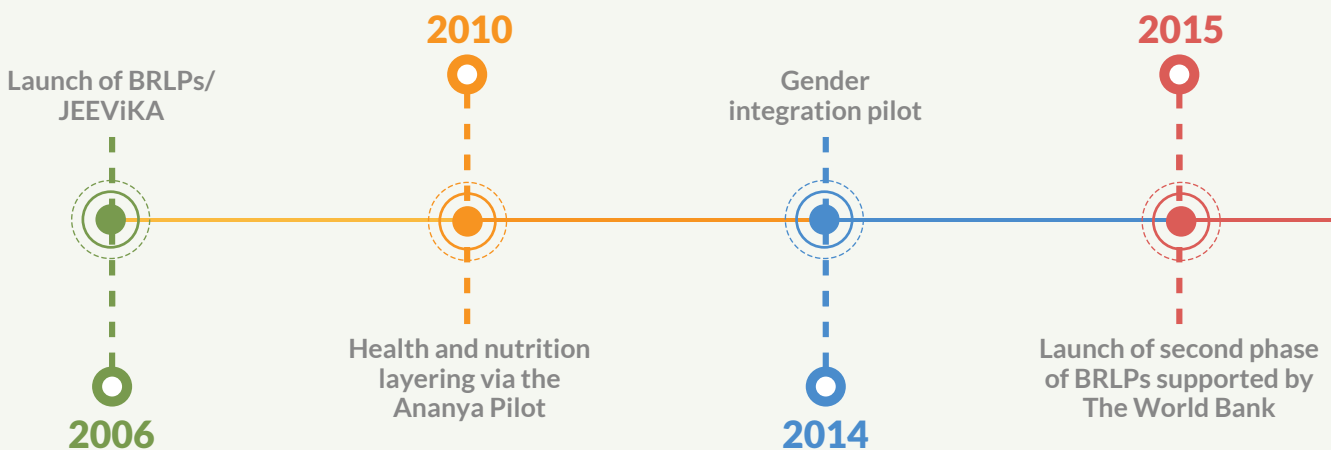 Launch of BRLPs/
JEEViKA
2006
2010
Health and nutrition
layering via the
Ananya Pilot
Gender
integration pilot
2014
2015
Launch of second phase
of BRLPs supported by
The World Bank